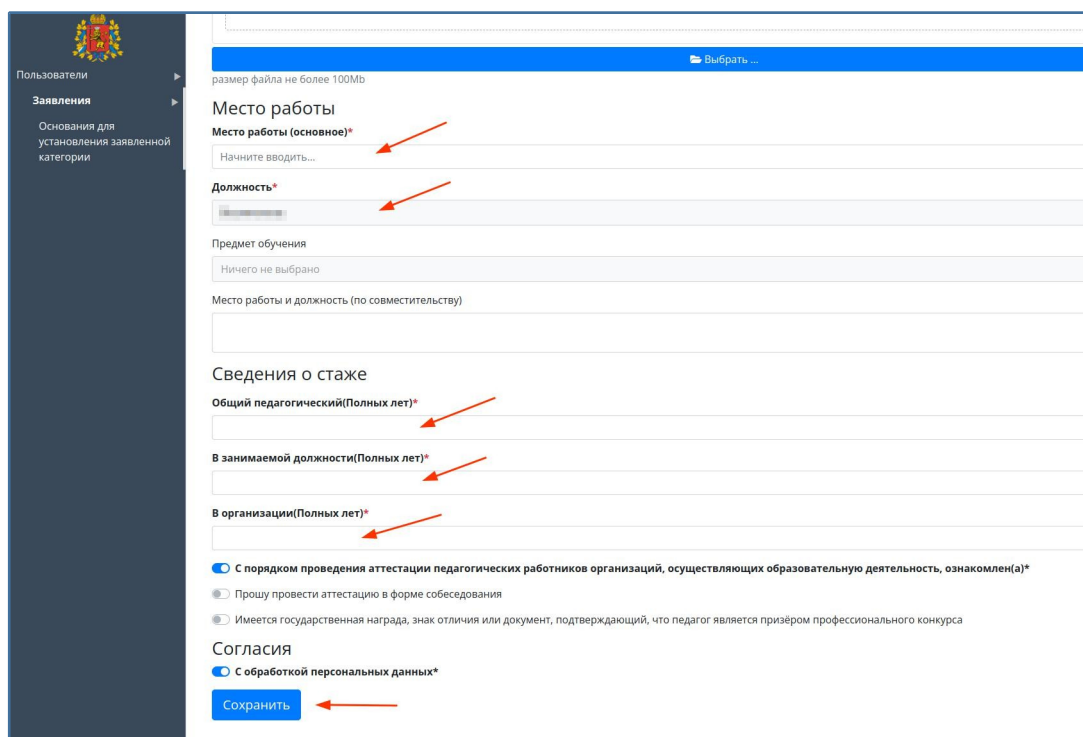 Выбрать ...
размер файла не более 100Mb
Пользователи
Заявления
Основания для
установления заявленной
категории
Место работы
Место работы (основное)*
Начните вводить...
Должность*
Предмет обучения
Ничего не выбрано
Место работы и должность (по совместительству)
Сведения о стаже
Общий педагогический(Полных лет)*
В занимаемой должности(Полных лет)*
В организации(Полных лет)*
С порядком проведения аттестации педагогических работников организаций, осуществляющих образовательную деятельность, ознакомлен(а)*
Прошу провести аттестацию в форме собеседования
Имеется государственная награда, знак отличия или документ, подтверждающий, что педагог является призёром профессионального конкурса
Согласия
С обработкой персональных данных*
Сохранить